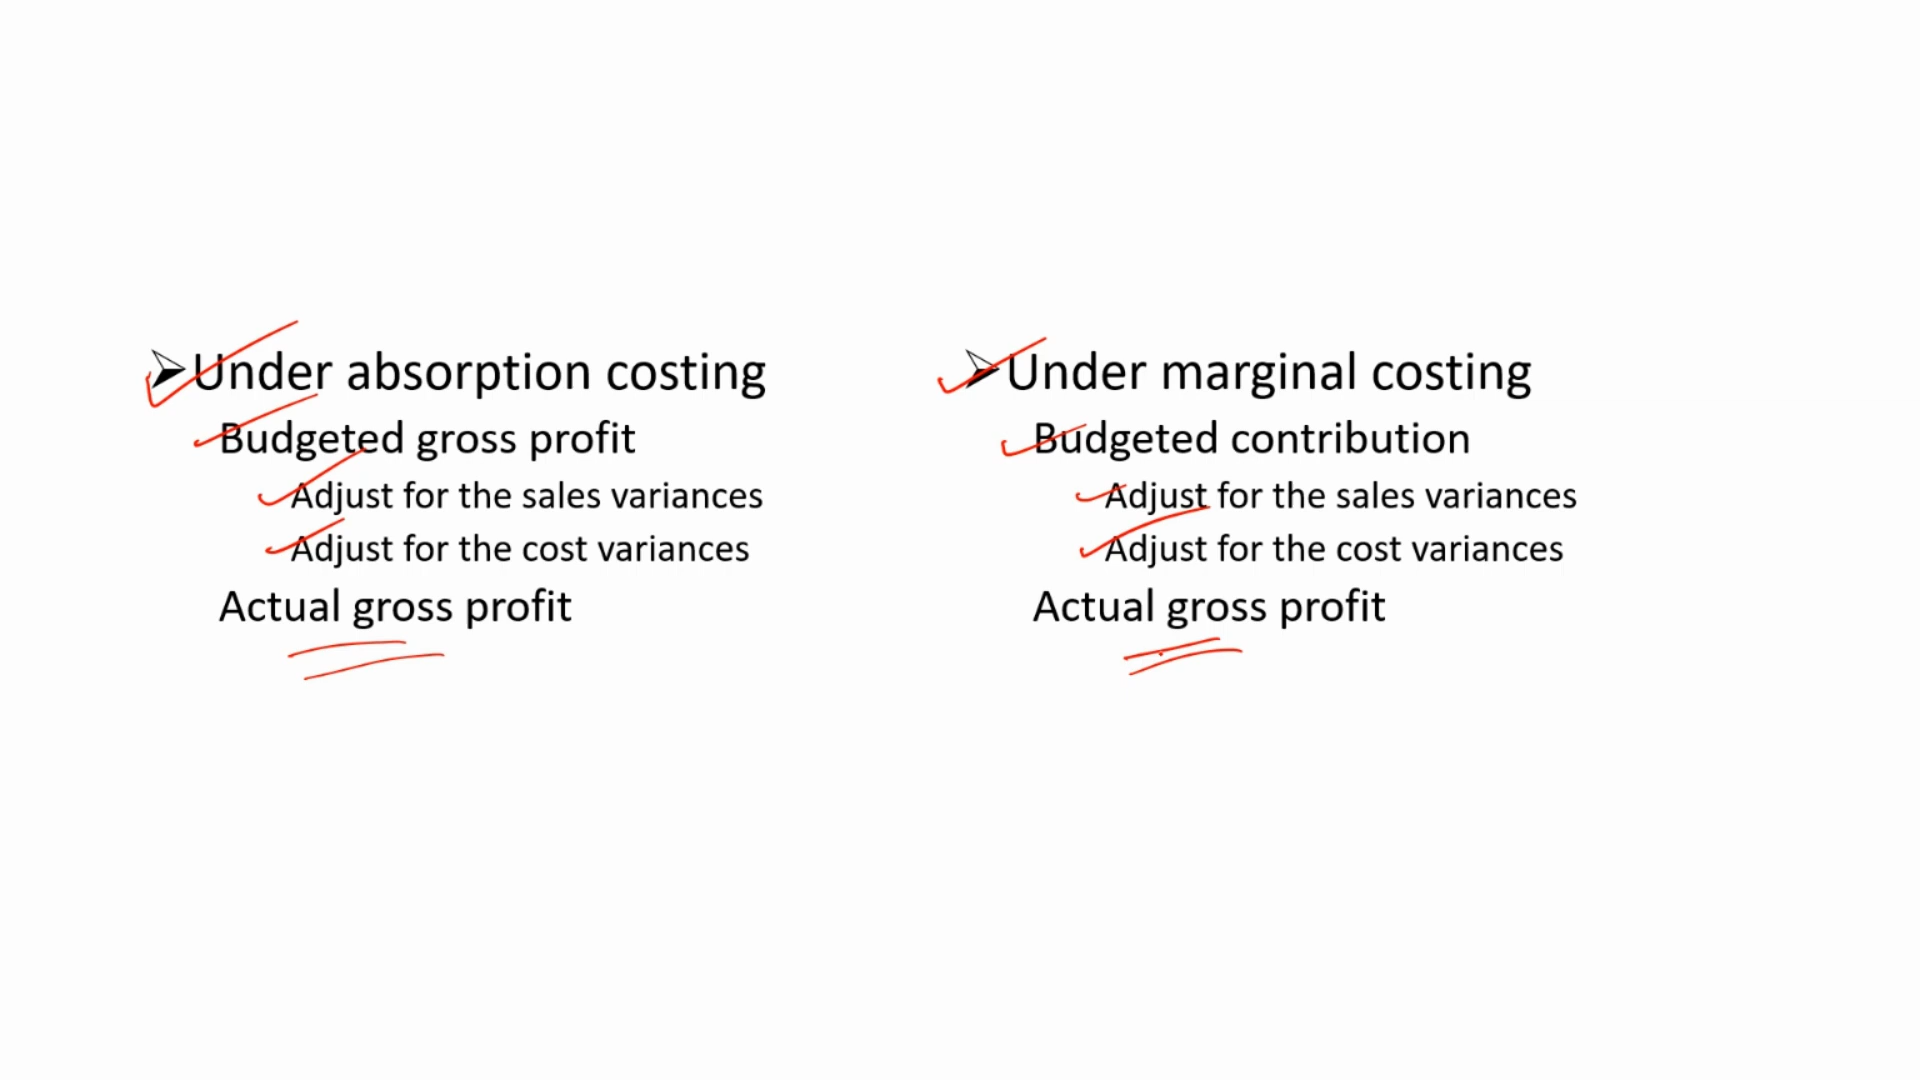 Under absorption costing
Budgeted gross profit
Adjust for the sales variances
Adjust for the cost variances
Actual gross profit
Under marginal costing
Budgeted contribution
Adjust for the sales variances
Adjust for the cost variances
Actual gross profit